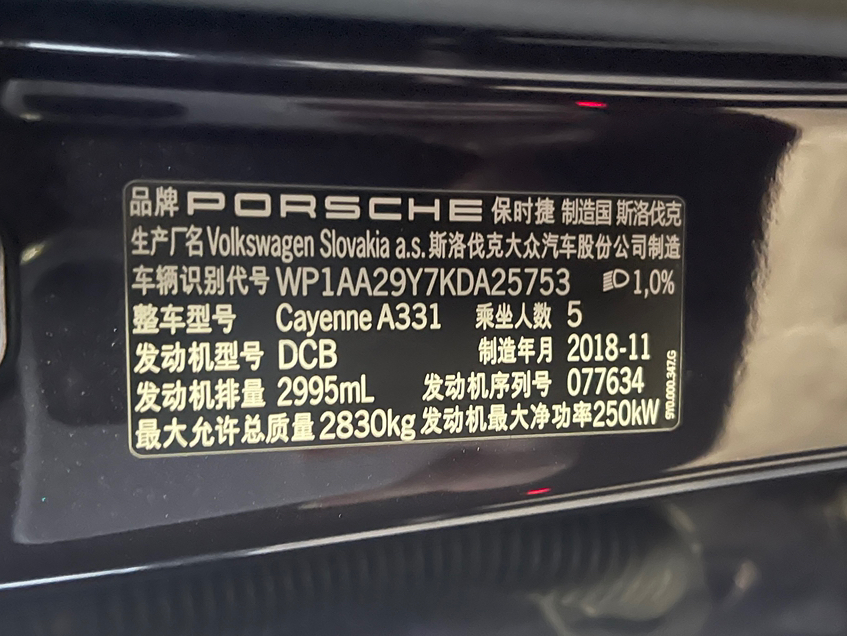 品牌 PORSCHE 保时捷 制造国 斯洛伐克
生产厂名 Volkswagen Slovakia a.s. 斯洛伐克大众汽车股份公司制造
车辆识别代号 WP1AA29Y7KDA25753 1,0%
整车型号 Cayenne A331 乘坐人数 5
发动机型号 DCB 制造年月 2018-11
发动机排量 2995mL 发动机序列号 077634
最大允许总质量 2830kg 发动机最大净功率 250kW
9Y0.000.347.G